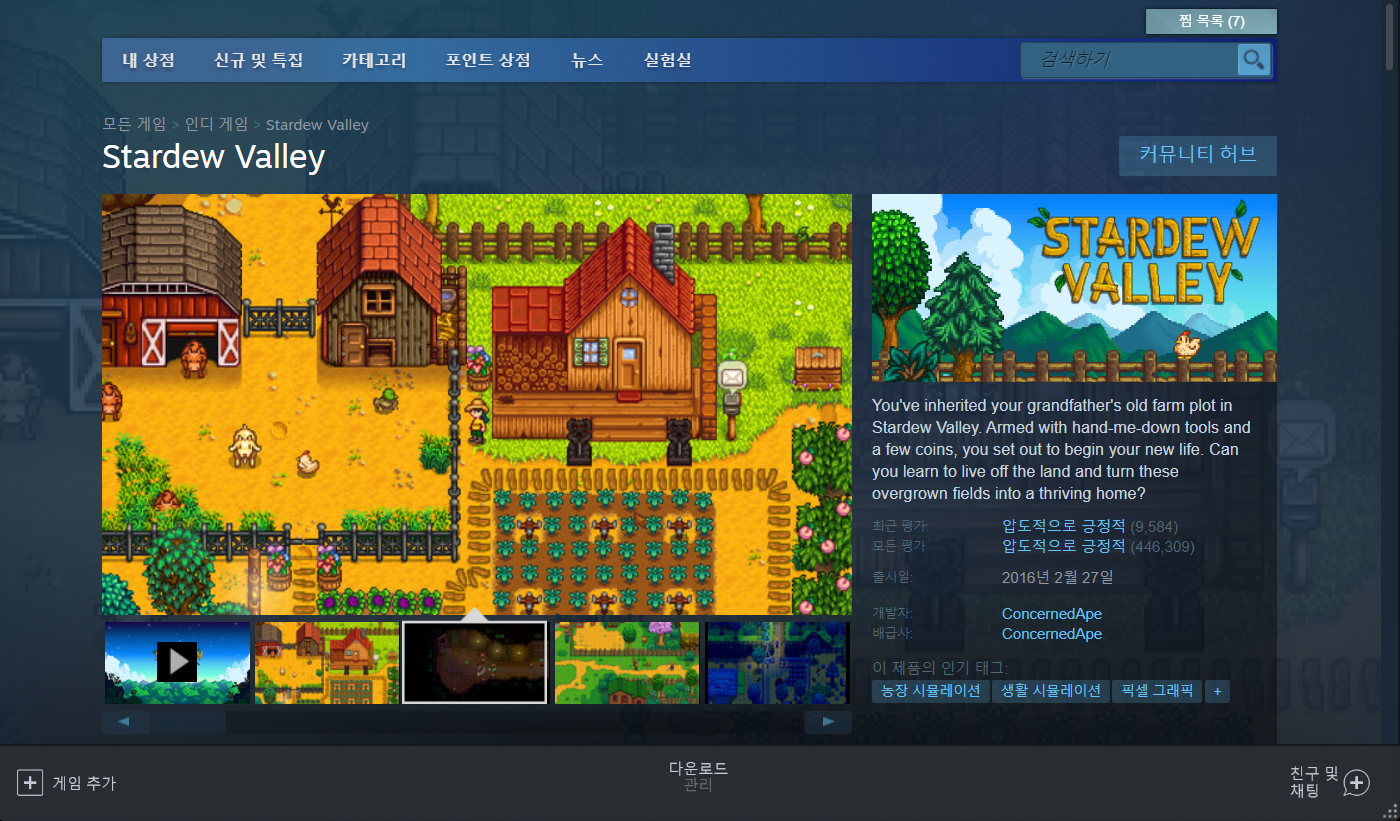 찜 목록 (7)
내 상점 신규 및 특집 카테고리 포인트 상점 뉴스 실험실 검색하기
모든 게임 > 인디 게임 > Stardew Valley
Stardew Valley
커뮤니티 허브
STARDEW
VALLEY
You've inherited your grandfather's old farm plot in
Stardew Valley. Armed with hand-me-down tools and
a few coins, you set out to begin your new life. Can
you learn to live off the land and turn these
overgrown fields into a thriving home?
최근 평가: 압도적으로 긍정적 (9,584)
모든 평가 압도적으로 긍정적 (446,309)
출시일: 2016년 2월 27일
개발자: ConcernedApe
배급사: ConcernedApe
이 제품의 인기 태그:
농장 시뮬레이션 생활 시뮬레이션 픽셀 그래픽 +
게임 추가
다운로드
관리
친구 및
채팅